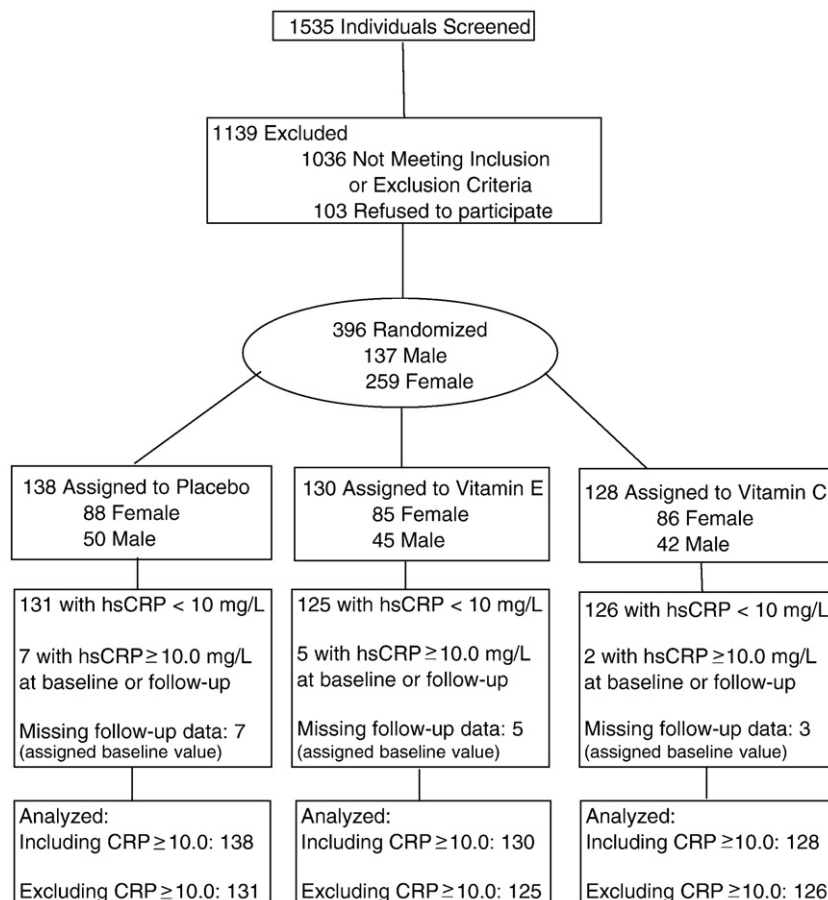 1535 Individuals Screened
1139 Excluded
1036 Not Meeting Inclusion
or Exclusion Criteria
103 Refused to participate
396 Randomized
137 Male
259 Female
138 Assigned to Placebo
88 Female
50 Male
130 Assigned to Vitamin E
85 Female
45 Male
128 Assigned to Vitamin C
86 Female
42 Male
131 with hsCRP < 10 mg/L
7 with hsCRP ≥ 10.0 mg/L
at baseline or follow-up
Missing follow-up data: 7
(assigned baseline value)
125 with hsCRP < 10 mg/L
5 with hsCRP ≥ 10.0 mg/L
at baseline or follow-up
Missing follow-up data: 5
(assigned baseline value)
126 with hsCRP < 10 mg/L
2 with hsCRP ≥ 10.0 mg/L
at baseline or follow-up
Missing follow-up data: 3
(assigned baseline value)
Analyzed:
Including CRP ≥ 10.0: 138
Excluding CRP ≥ 10.0: 131
Analyzed:
Including CRP ≥ 10.0: 130
Excluding CRP ≥ 10.0: 125
Analyzed:
Including CRP ≥ 10.0: 128
Excluding CRP ≥ 10.0: 126